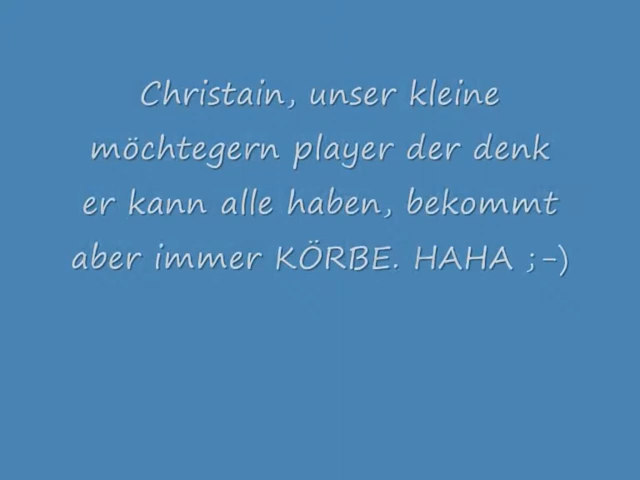 Christain, unser kleine
möchtegern player der denk
er kann alle haben, bekommt
aber immer KÖRBE. HAHA ;-)